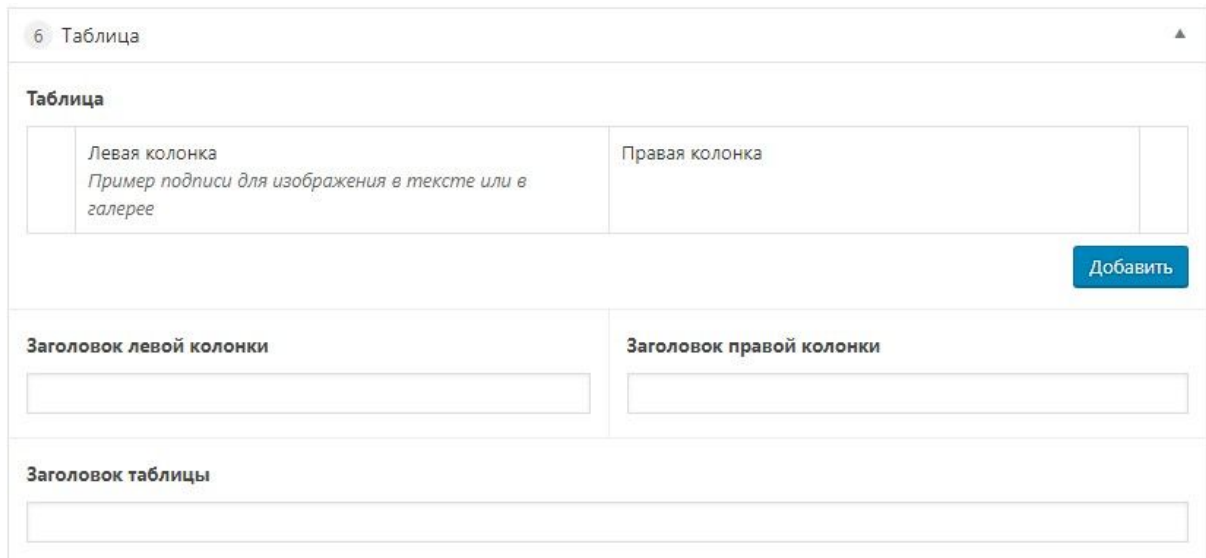 6 Таблица
Таблица
Левая колонка
Пример подписи для изображения в тексте или в
галерее
Правая колонка
Добавить
Заголовок левой колонки
Заголовок правой колонки
Заголовок таблицы